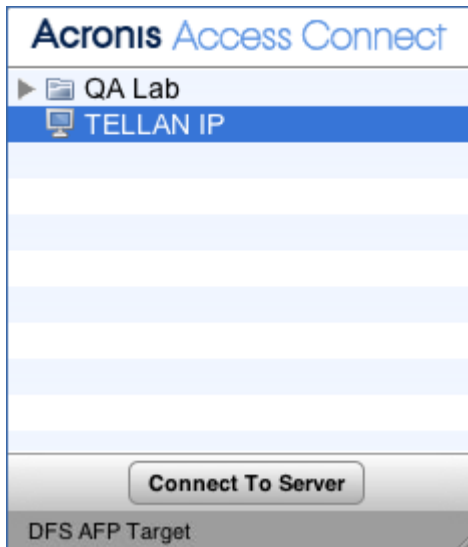 Acronis Access Connect
QA Lab
TELLAN IP
Connect To Server
DFS AFP Target